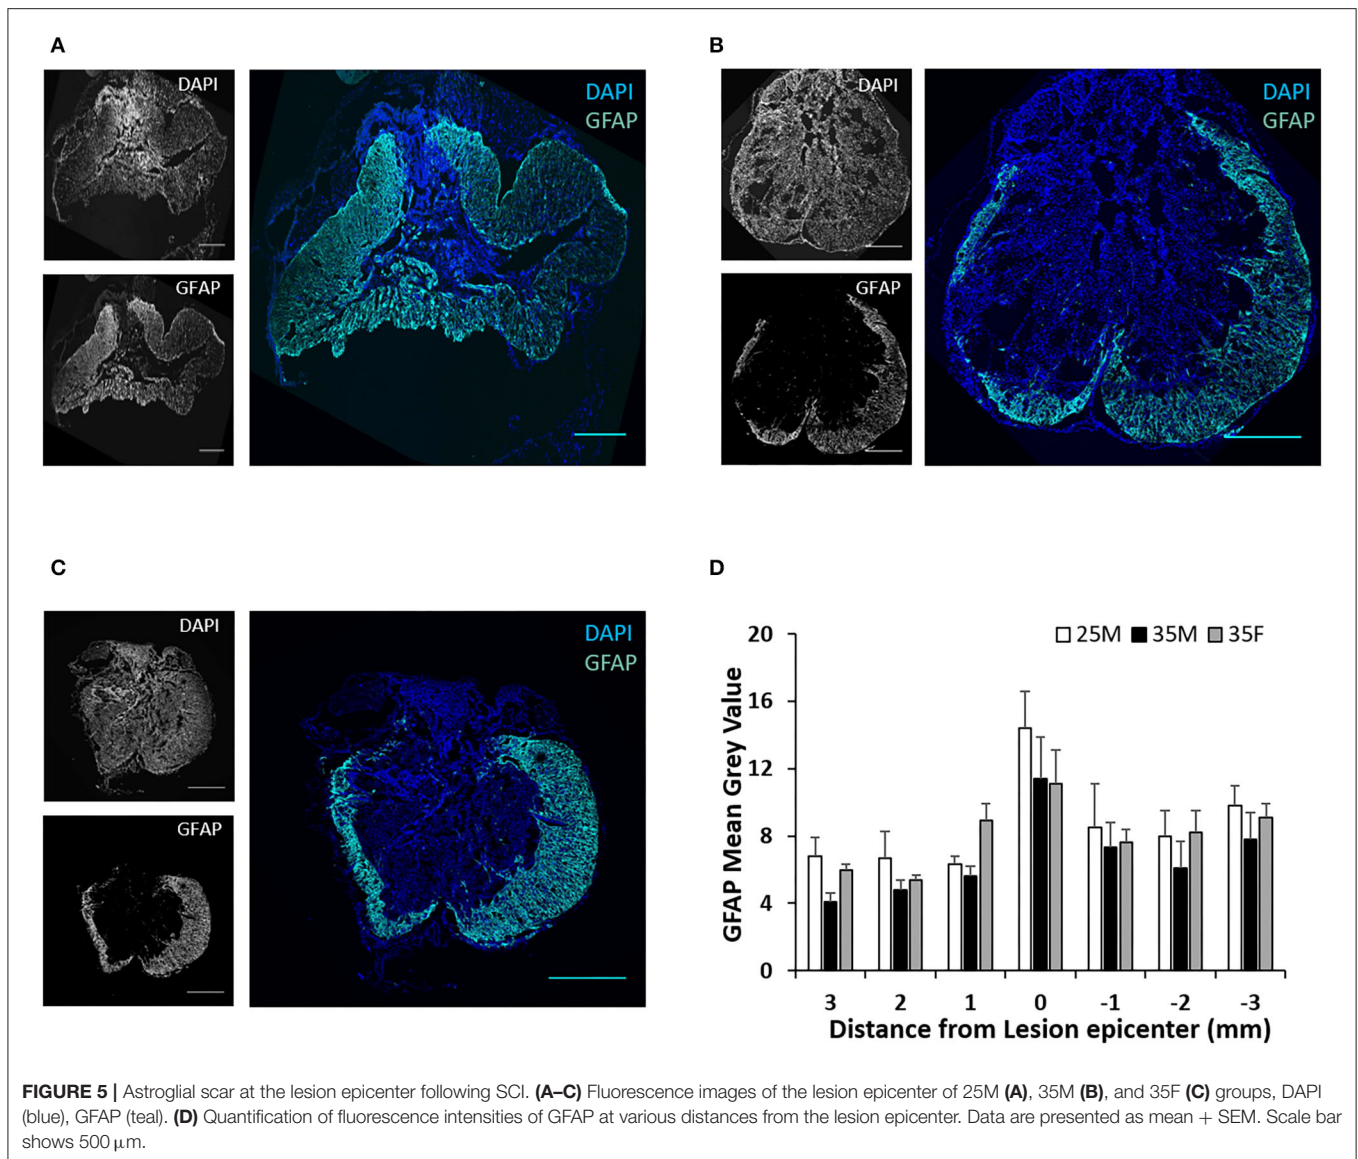 A
DAPI
GFAP
DAPI
GFAP
B
DAPI
GFAP
DAPI
GFAP
C
DAPI
GFAP
DAPI
GFAP
D
20
16
12
8
4
0
GFAP Mean Grey Value
25M 35M 35F
3 2 1 0 -1 -2 -3
Distance from Lesion epicenter (mm)
FIGURE 5 | Astroglial scar at the lesion epicenter following SCI. (A–C) Fluorescence images of the lesion epicenter of 25M (A), 35M (B), and 35F (C) groups, DAPI
(blue), GFAP (teal). (D) Quantification of fluorescence intensities of GFAP at various distances from the lesion epicenter. Data are presented as mean + SEM. Scale bar
shows 500 μm.